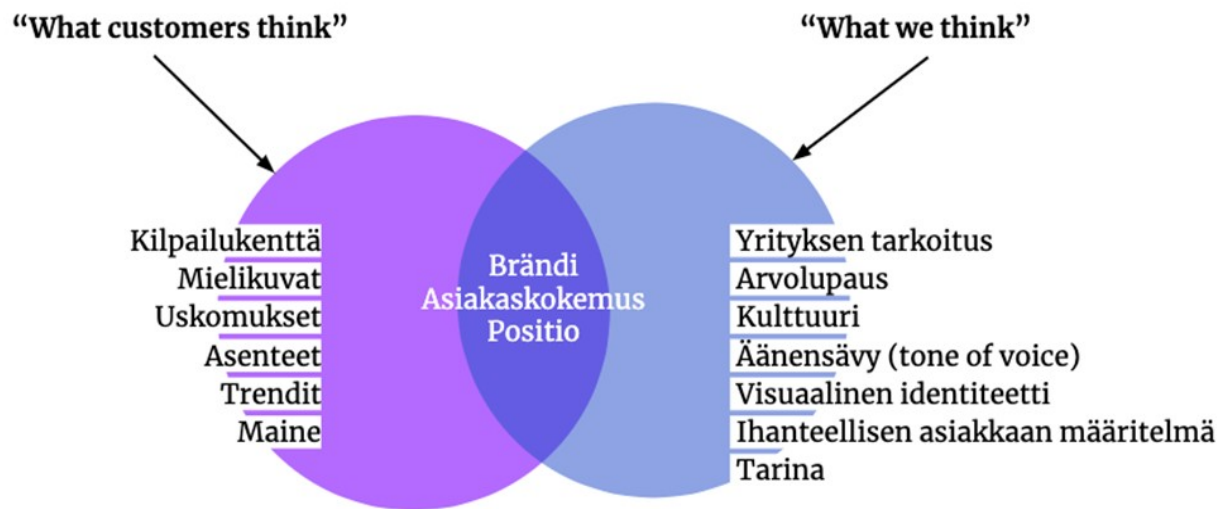 “What customers think”
“What we think”
Kilpailukenttä
Mielikuvat
Uskomukset
Asenteet
Trendit
Maine
Brändi
Asiakaskokemus
Positio
Yrityksen tarkoitus
Arvolupaus
Kulttuuri
Äänensävy (tone of voice)
Visuaalinen identiteetti
Ihanteellisen asiakkaan määritelmä
Tarina